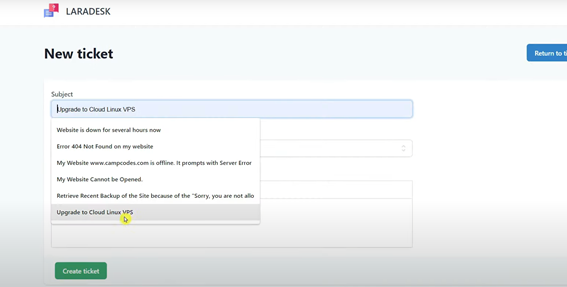 LARADESK
New ticket
Return to ti
Subject
Upgrade to Cloud Linux VPS
Website is down for several hours now
Error 404 Not Found on my website
My Website www.campcodes.com is offline. It prompts with Server Error
My Website Cannot be Opened.
Retrieve Recent Backup of the Site because of the "Sorry, you are not allo
Upgrade to Cloud Linux VPS
Create ticket